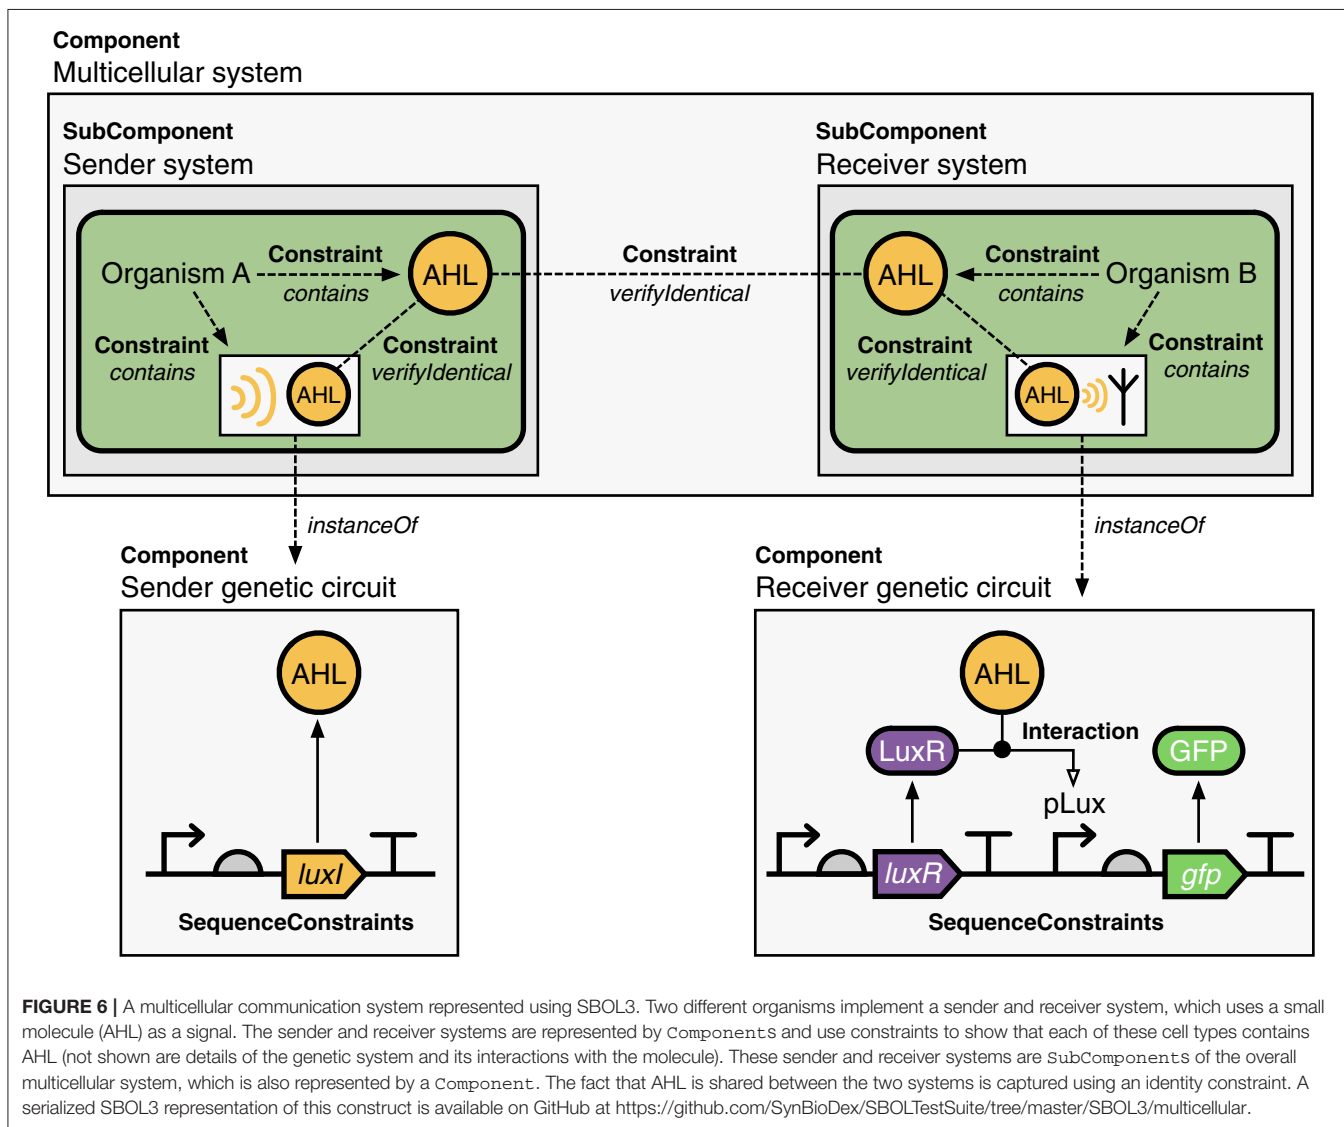 Component
Multicellular system
SubComponent
Sender system
SubComponent
Receiver system
Organism A
Constraint
contains
AHL
Constraint
verifyIdentical
AHL
Constraint
contains
Organism B
Constraint
contains
AHL
Constraint
verifyIdentical
Constraint
verifyIdentical
AHL
Constraint
contains
instanceOf
instanceOf
Component
Sender genetic circuit
AHL
luxI
SequenceConstraints
Component
Receiver genetic circuit
AHL
Interaction
LuxR
GFP
pLux
luxR
gfp
SequenceConstraints
FIGURE 6 | A multicellular communication system represented using SBOL3. Two different organisms implement a sender and receiver system, which uses a small
molecule (AHL) as a signal. The sender and receiver systems are represented by Components and use constraints to show that each of these cell types contains
AHL (not shown are details of the genetic system and its interactions with the molecule). These sender and receiver systems are SubComponents of the overall
multicellular system, which is also represented by a Component. The fact that AHL is shared between the two systems is captured using an identity constraint. A
serialized SBOL3 representation of this construct is available on GitHub at https://github.com/SynBioDex/SBOLTestSuite/tree/master/SBOL3/multicellular.